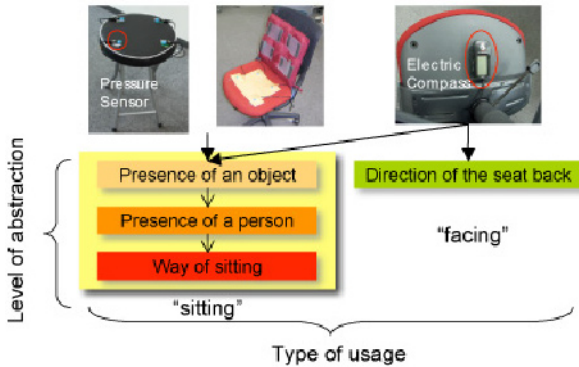 Pressure
Sensor
Electric
Compass
Presence of an object
Direction of the seat back
Presence of a person
Way of sitting
"facing"
"sitting"
Level of abstraction
Type of usage